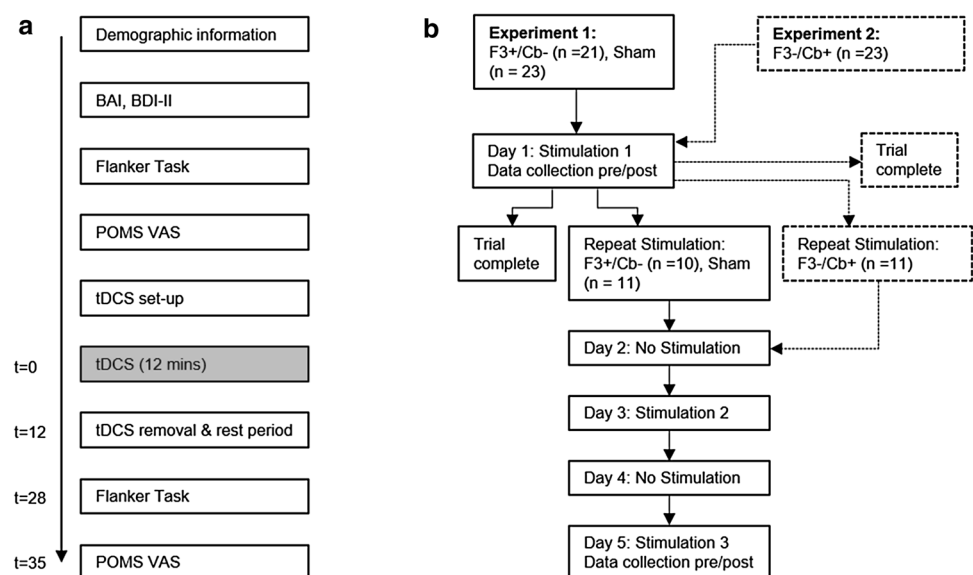 a
Demographic information
BAI, BDI-II
Flanker Task
POMS VAS
tDCS set-up
t=0
tDCS (12 mins)
t=12
tDCS removal & rest period
t=28
Flanker Task
t=35
POMS VAS
b
Experiment 1:
F3+/Cb- (n =21), Sham
(n = 23)
Experiment 2:
F3-/Cb+ (n =23)
Day 1: Stimulation 1
Data collection pre/post
Trial
complete
Trial
complete
Repeat Stimulation:
F3+/Cb- (n =10), Sham
(n = 11)
Repeat Stimulation:
F3-/Cb+ (n =11)
Day 2: No Stimulation
Day 3: Stimulation 2
Day 4: No Stimulation
Day 5: Stimulation 3
Data collection pre/post